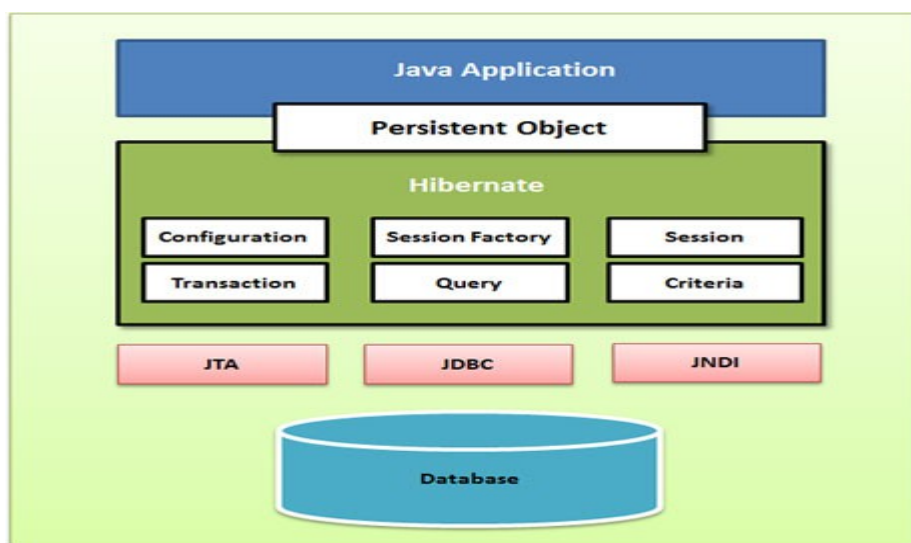 Java Application
Persistent Object
Hibernate
Configuration
Session Factory
Session
Transaction
Query
Criteria
JTA
JDBC
JNDI
Database